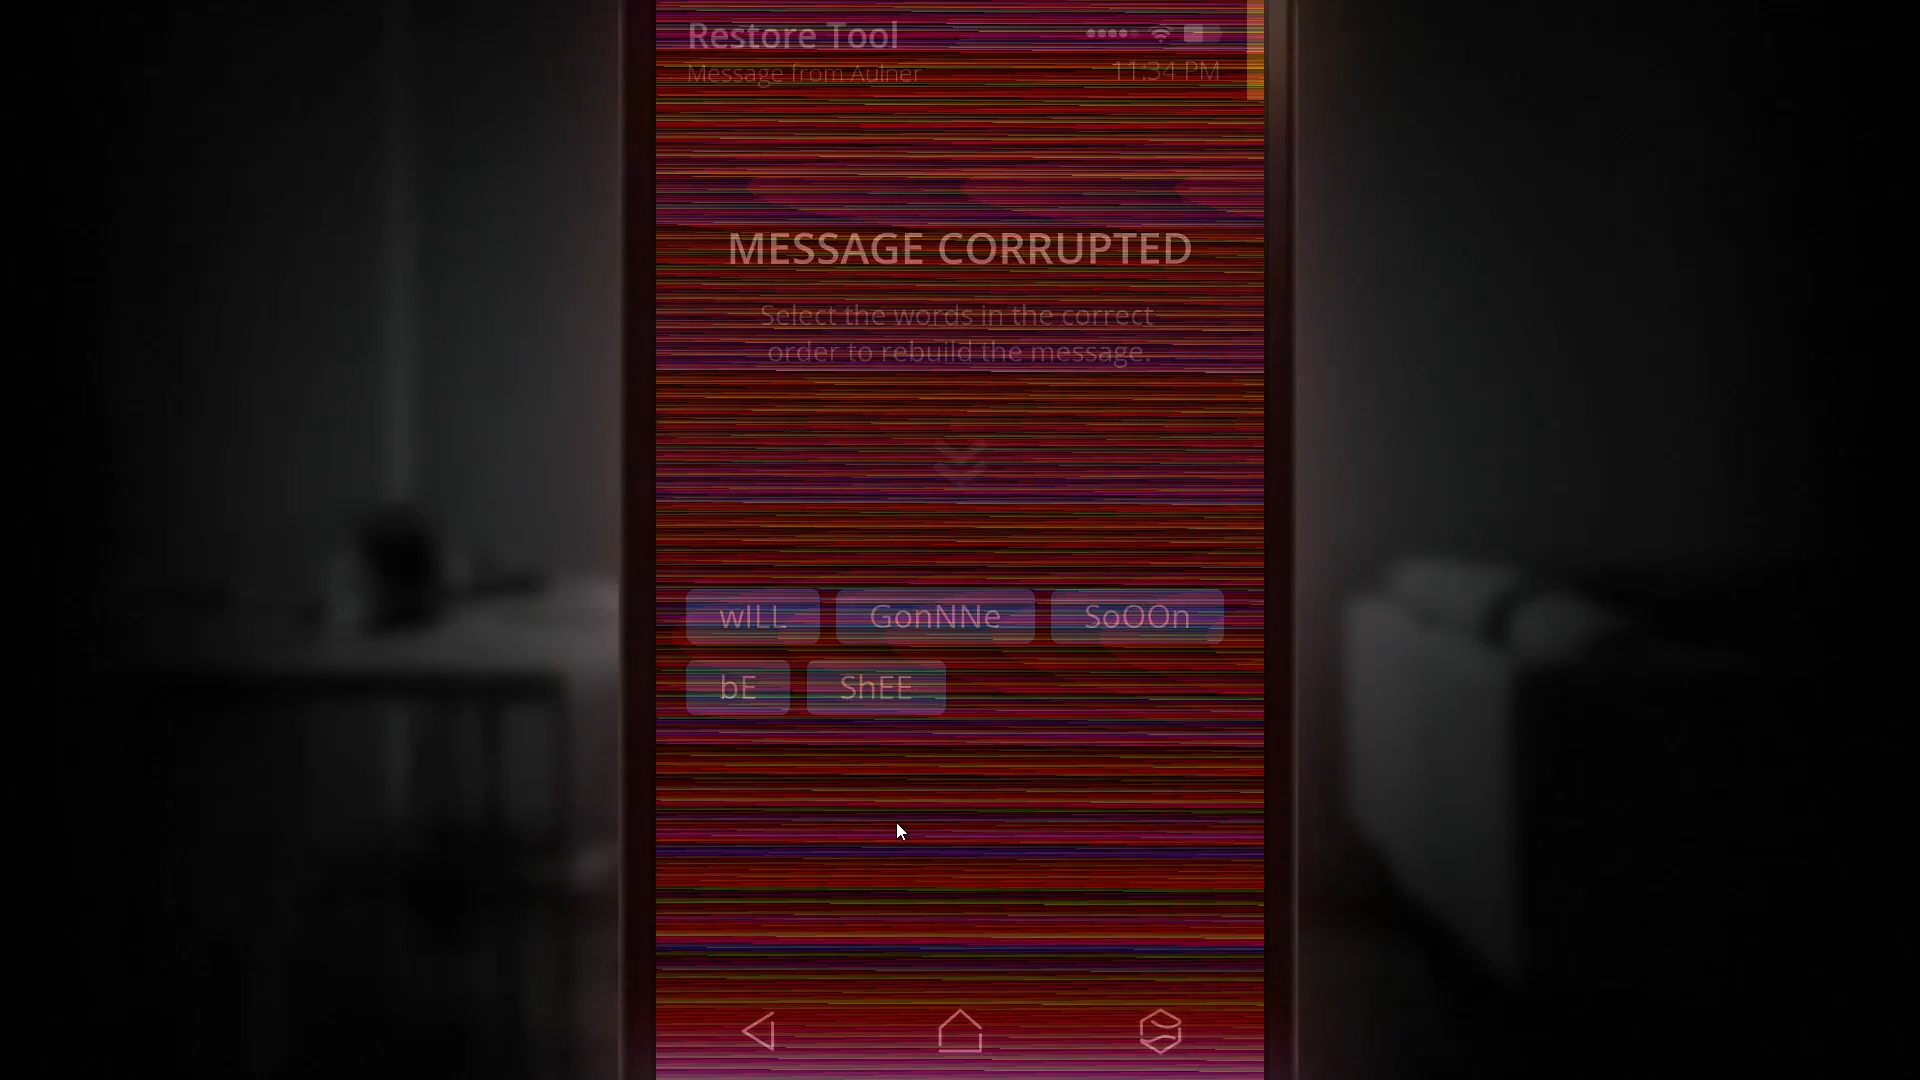 Restore Tool
Message from Aulner
11:34 PM
MESSAGE CORRUPTED
Select the words in the correct
order to rebuild the message.
wILL GonNNe SoOOn
bE ShEE